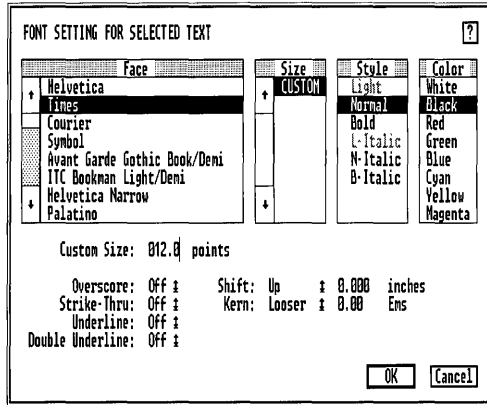 FONT SETTING FOR SELECTED TEXT ?
Face Size Style Color
Helvetica CUSTOM Light White
Times Normal Black
Courier Bold Red
Symbol L-Italic Green
Avant Garde Gothic Book/Demi N-Italic Blue
ITC Bookman Light/Demi B-Italic Cyan
Helvetica Narrow Yellow
Palatino Magenta
Custom Size: 012.0 points
Overscore: Off Shift: Up 0.000 inches
Strike-Thru: Off Kern: Looser 0.00 Ems
Underline: Off
Double Underline: Off
OK Cancel